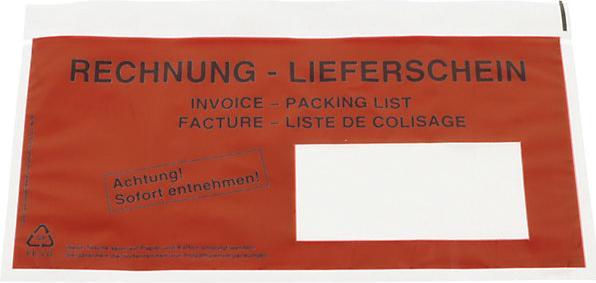 RECHNUNG - LIEFERSCHEIN
INVOICE – PACKING LIST
FACTURE – LISTE DE COLISAGE
Achtung!
Sofort entnehmen!